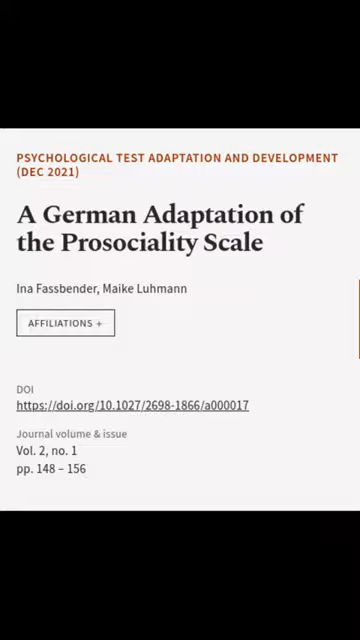 PSYCHOLOGICAL TEST ADAPTATION AND DEVELOPMENT
(DEC 2021)
A German Adaptation of
the Prosociality Scale
Ina Fassbender, Maike Luhmann
AFFILIATIONS +
DOI
https://doi.org/10.1027/2698-1866/a000017
Journal volume & issue
Vol. 2, no. 1
pp. 148 – 156